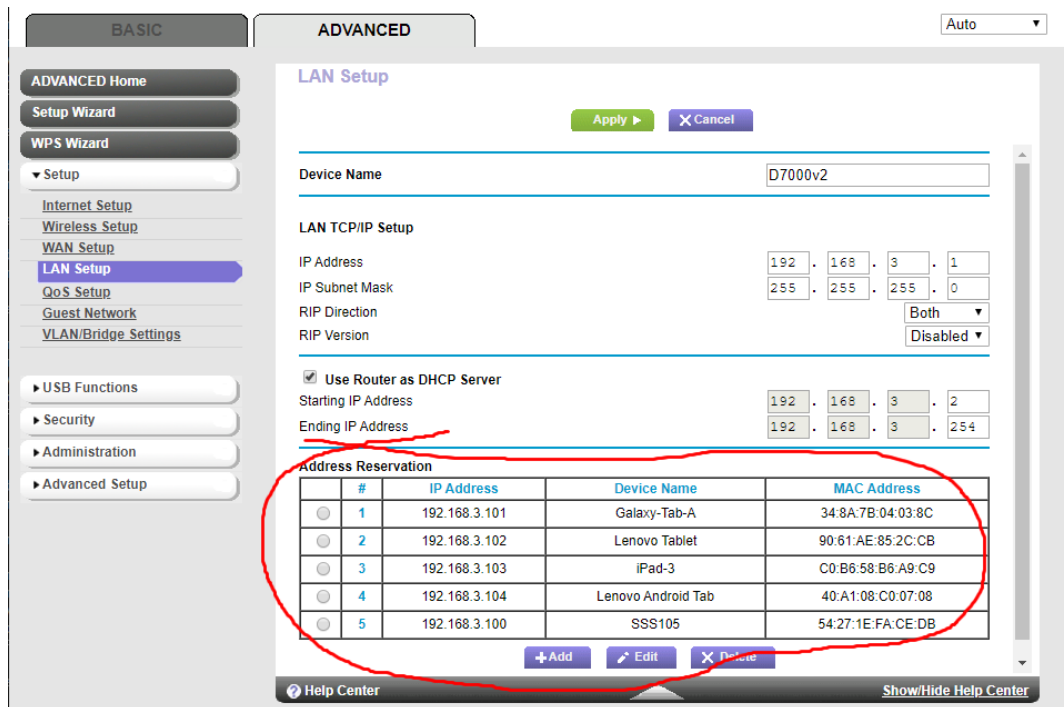 BASIC ADVANCED Auto
ADVANCED Home
Setup Wizard
WPS Wizard
Setup
Internet Setup
Wireless Setup
WAN Setup
LAN Setup
QoS Setup
Guest Network
VLAN/Bridge Settings
USB Functions
Security
Administration
Advanced Setup
LAN Setup
Apply Cancel
Device Name D7000v2
LAN TCP/IP Setup
IP Address 192 . 168 . 3 . 1
IP Subnet Mask 255 . 255 . 255 . 0
RIP Direction Both
RIP Version Disabled
Use Router as DHCP Server
Starting IP Address 192 . 168 . 3 . 2
Ending IP Address 192 . 168 . 3 . 254
Address Reservation
# IP Address Device Name MAC Address
1 192.168.3.101 Galaxy-Tab-A 34:8A:7B:04:03:8C
2 192.168.3.102 Lenovo Tablet 90:61:AE:85:2C:CB
3 192.168.3.103 iPad-3 C0:B6:58:B6:A9:C9
4 192.168.3.104 Lenovo Android Tab 40:A1:08:C0:07:08
5 192.168.3.100 SSS105 54:27:1E:FA:CE:DB
Add Edit Delete
Help Center Show/Hide Help Center